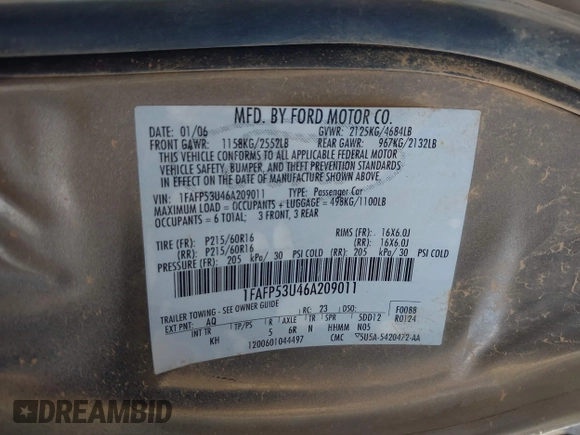 MFD. BY FORD MOTOR CO.
DATE: 01/06 GVWR: 2125KG/4684LB
FRONT GAWR: 1158KG/2552LB REAR GAWR: 967KG/2132LB
THIS VEHICLE CONFORMS TO ALL APPLICABLE FEDERAL MOTOR
VEHICLE SAFETY, BUMPER, AND THEFT PREVENTION STANDARDS
IN EFFECT ON THE DATE OF MANUFACTURE SHOWN ABOVE.
VIN: 1FAFP53U46A209011 TYPE: Passenger Car
MAXIMUM LOAD = OCCUPANTS + LUGGAGE = 498KG/1100LB
OCCUPANTS = 6 TOTAL: 3 FRONT, 3 REAR
TIRE (FR): P215/60R16 RIMS (FR): 16X6.0J
(RR): P215/60R16 (RR): 16X6.0J
PRESSURE (FR): 205 kPa/ 30 PSI COLD (RR): 205 kPa/ 30 PSI COLD
1FAFP53U46A209011
TRAILER TOWING - SEE OWNER GUIDE RC: 23 DSO: F0088
EXT PNT: AQ TP/PS R AXLE TR SPR 5DD12 R0124
INT TR 5 6R N HHMM N05
KH 1200601044497 CMC 5U5A-5420472-AA
DREAMBID